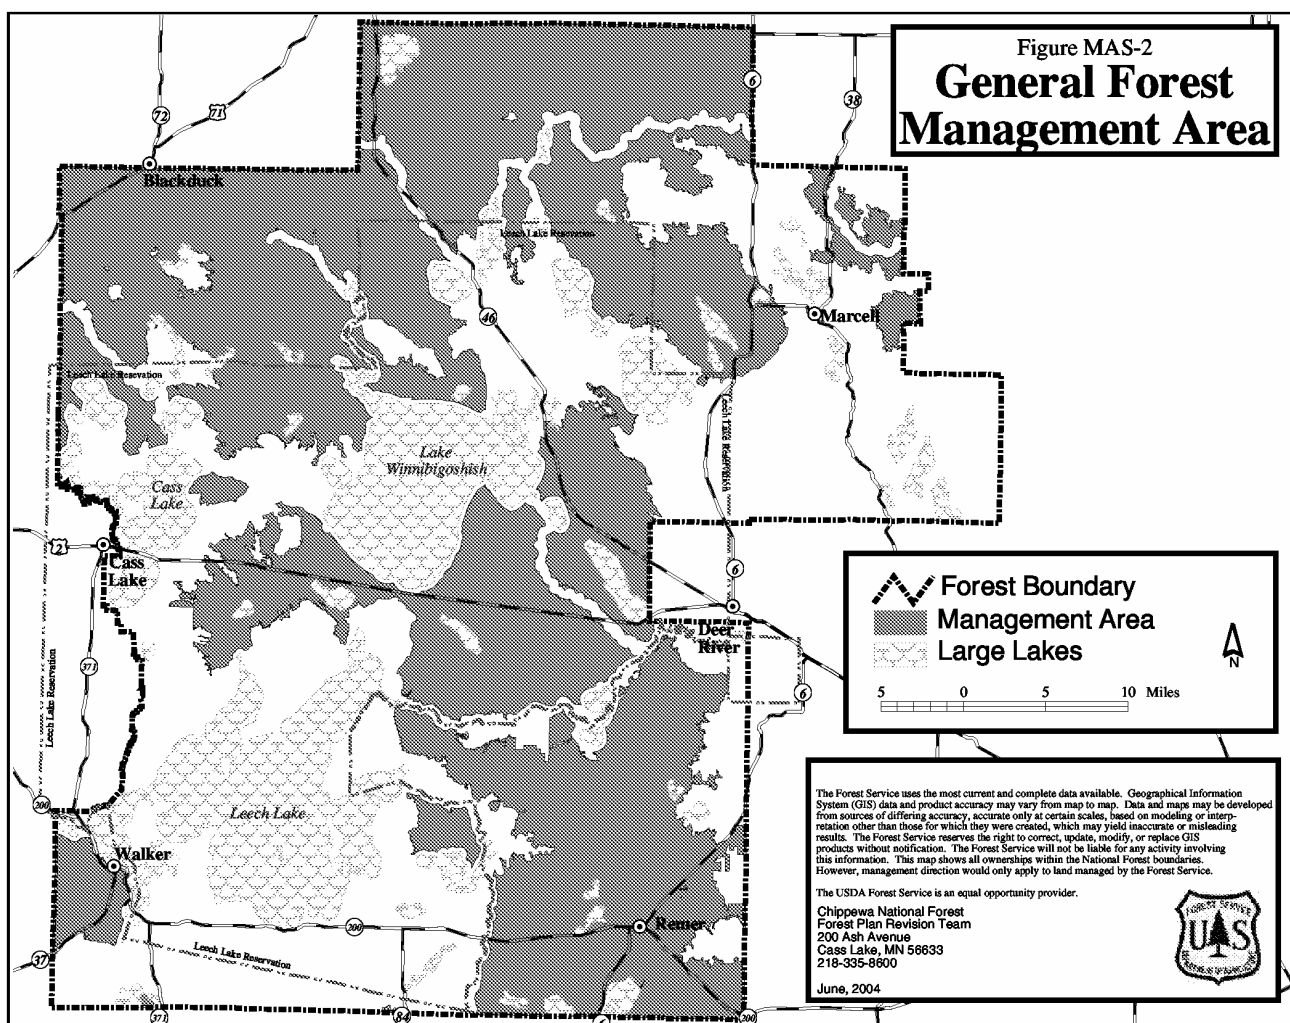 Figure MAS-2
General Forest
Management Area
6
38
72
71
Blackduck
Leech Lake Reservation
46
Marcell
Leech Lake Resevation
Leech Lake Reservation
Lake
Winnibigoshish
Cass
Lake
2
Cass
Lake
6
Deer
River
371
Leech Lake Reservation
6
200
Leech Lake
Walker
200
Remer
Leech Lake Reservation
37
371
84
6
200
Forest Boundary
Management Area
Large Lakes
N
5 0 5 10 Miles
The Forest Service uses the most current and complete data available. Geographical Information
System (GIS) data and product accuracy may vary from map to map. Data and maps may be developed
from sources of differing accuracy, accurate only at certain scales, based on modeling or interp-
retation other than those for which they were created, which may yield inaccurate or misleading
results. The Forest Service reserves the right to correct, update, modify, or replace GIS
products without notification. The Forest Service will not be liable for any activity involving
this information. This map shows all ownerships within the National Forest boundaries.
However, management direction would only apply to land managed by the Forest Service.
The USDA Forest Service is an equal opportunity provider.
Chippewa National Forest
Forest Plan Revision Team
200 Ash Avenue
Cass Lake, MN 56633
218-335-8600
June, 2004
FOREST SERVICE
U S
DEPARTMENT OF AGRICULTURE